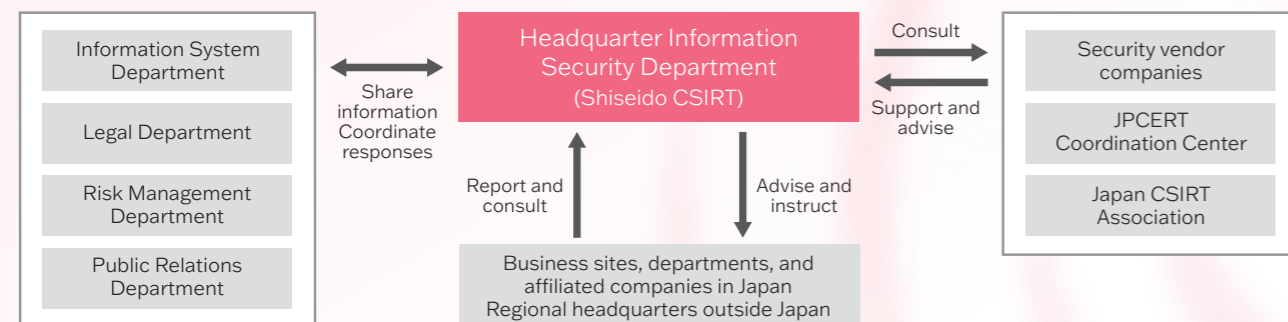 Information System
Department
Legal Department
Risk Management
Department
Public Relations
Department
Share
information
Coordinate
responses
Headquarter Information
Security Department
(Shiseido CSIRT)
Report and
consult
Advise and
instruct
Business sites, departments, and
affiliated companies in Japan
Regional headquarters outside Japan
Consult
Support and
advise
Security vendor
companies
JPCERT
Coordination Center
Japan CSIRT
Association